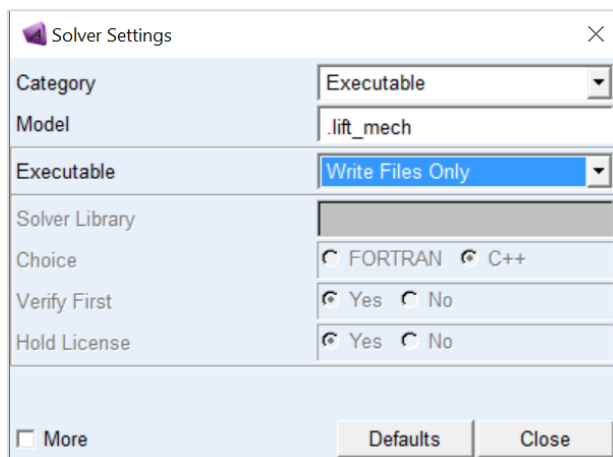 Solver Settings
Category Executable
Model .lift_mech
Executable Write Files Only
Solver Library
Choice FORTRAN C++
Verify First Yes No
Hold License Yes No
More Defaults Close